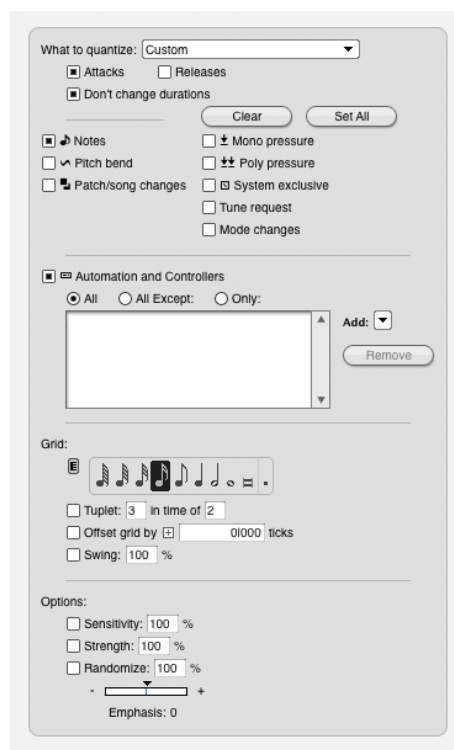 What to quantize: Custom
Attacks Releases
Don't change durations
Clear Set All
Notes Mono pressure
Pitch bend Poly pressure
Patch/song changes System exclusive
Tune request
Mode changes
Automation and Controllers
All All Except: Only:
Add:
Remove
Grid:
E
Tuplet: 3 in time of 2
Offset grid by 0|000 ticks
Swing: 100 %
Options:
Sensitivity: 100 %
Strength: 100 %
Randomize: 100 %
- +
Emphasis: 0